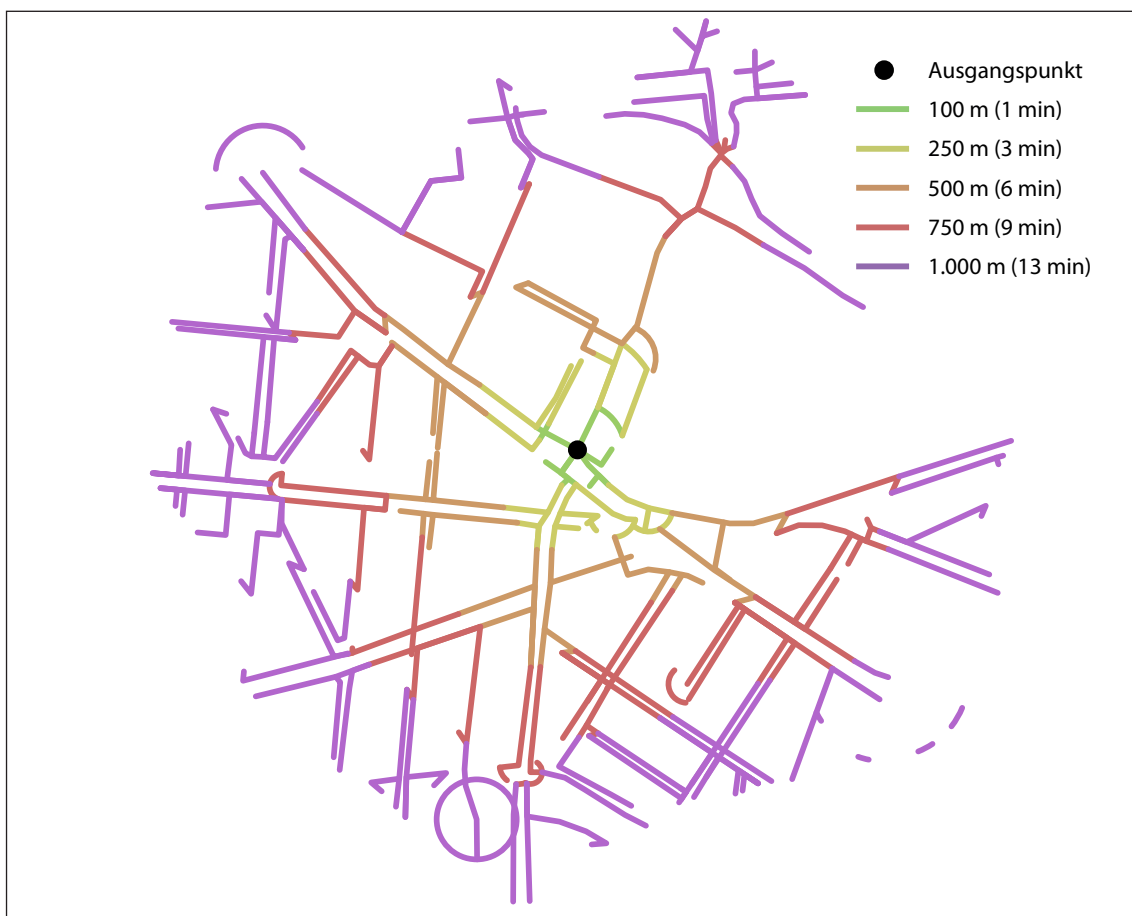 Ausgangspunkt
100 m (1 min)
250 m (3 min)
500 m (6 min)
750 m (9 min)
1.000 m (13 min)